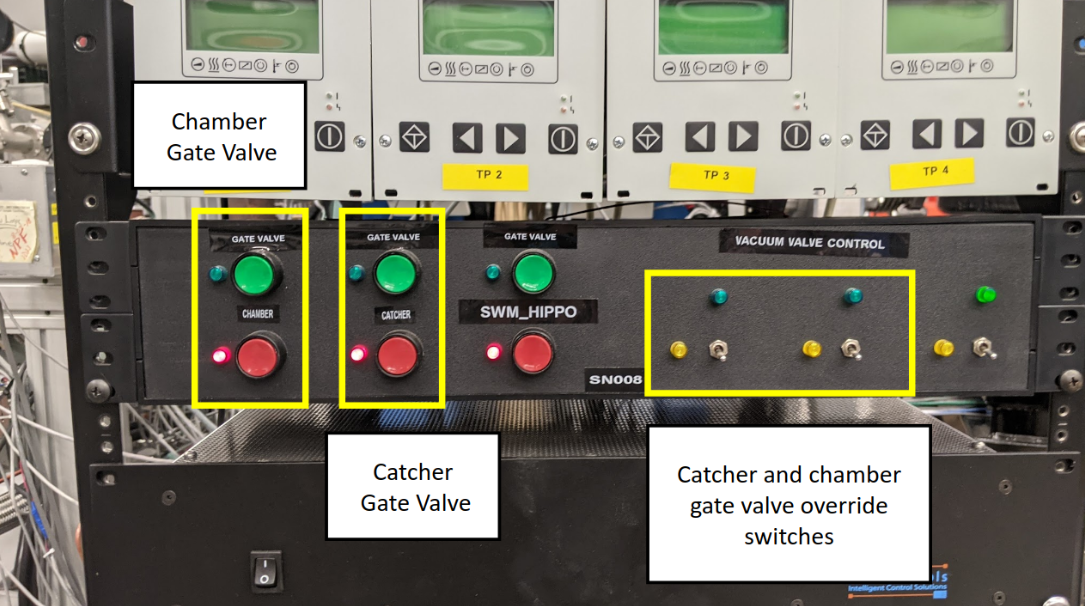 Chamber
Gate Valve
TP 2
TP 3
TP 4
GATE VALVE
GATE VALVE
GATE VALVE
VACUUM VALVE CONTROL
CHAMBER
CATCHER
SWM_HIPPO
SN008
Catcher
Gate Valve
Catcher and chamber
gate valve override
switches
I
O
Intelligent Control Solutions